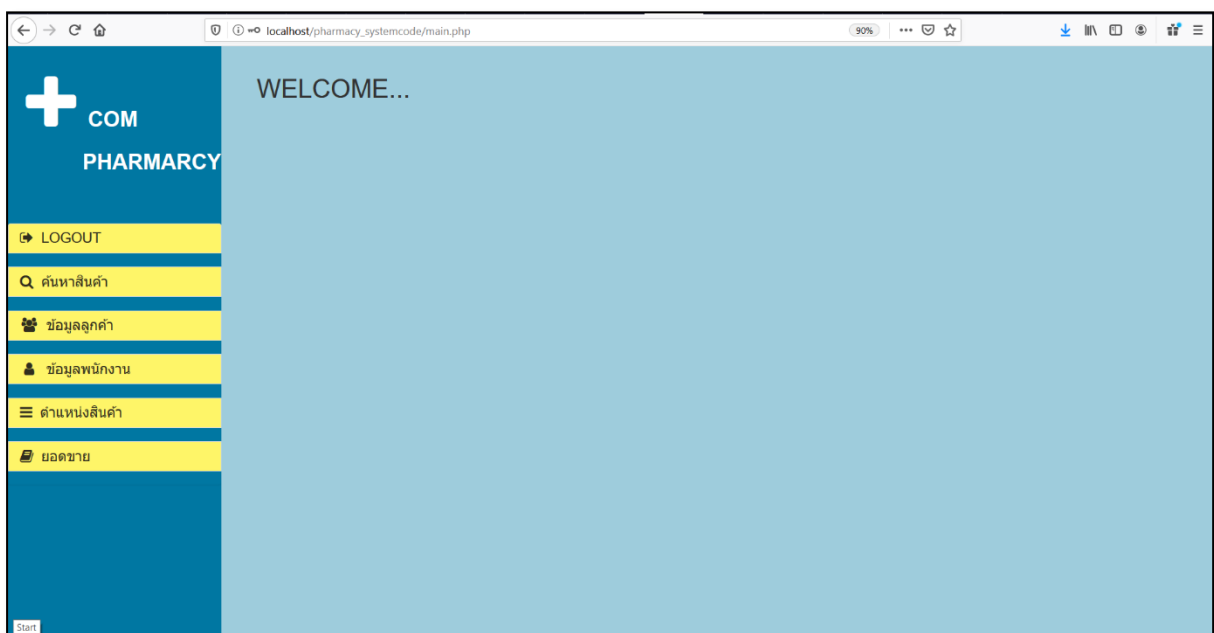 localhost/pharmacy_systemcode/main.php
90%
WELCOME...
COM
PHARMARCY
LOGOUT
ค้นหาสินค้า
ข้อมูลลูกค้า
ข้อมูลพนักงาน
ตำแหน่งสินค้า
ยอดขาย
Start